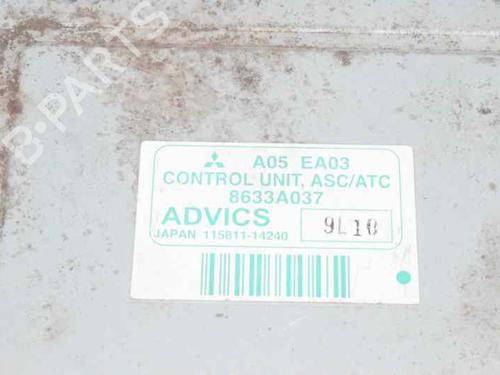 B-PARTS
A05 EA03
CONTROL UNIT, ASC/ATC
8633A037
ADVICS
9L10
JAPAN 115811-14240